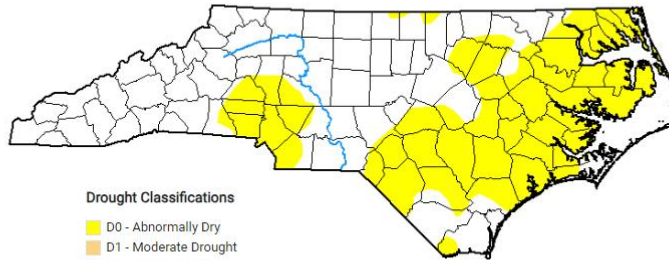 Drought Classifications
D0 - Abnormally Dry
D1 - Moderate Drought